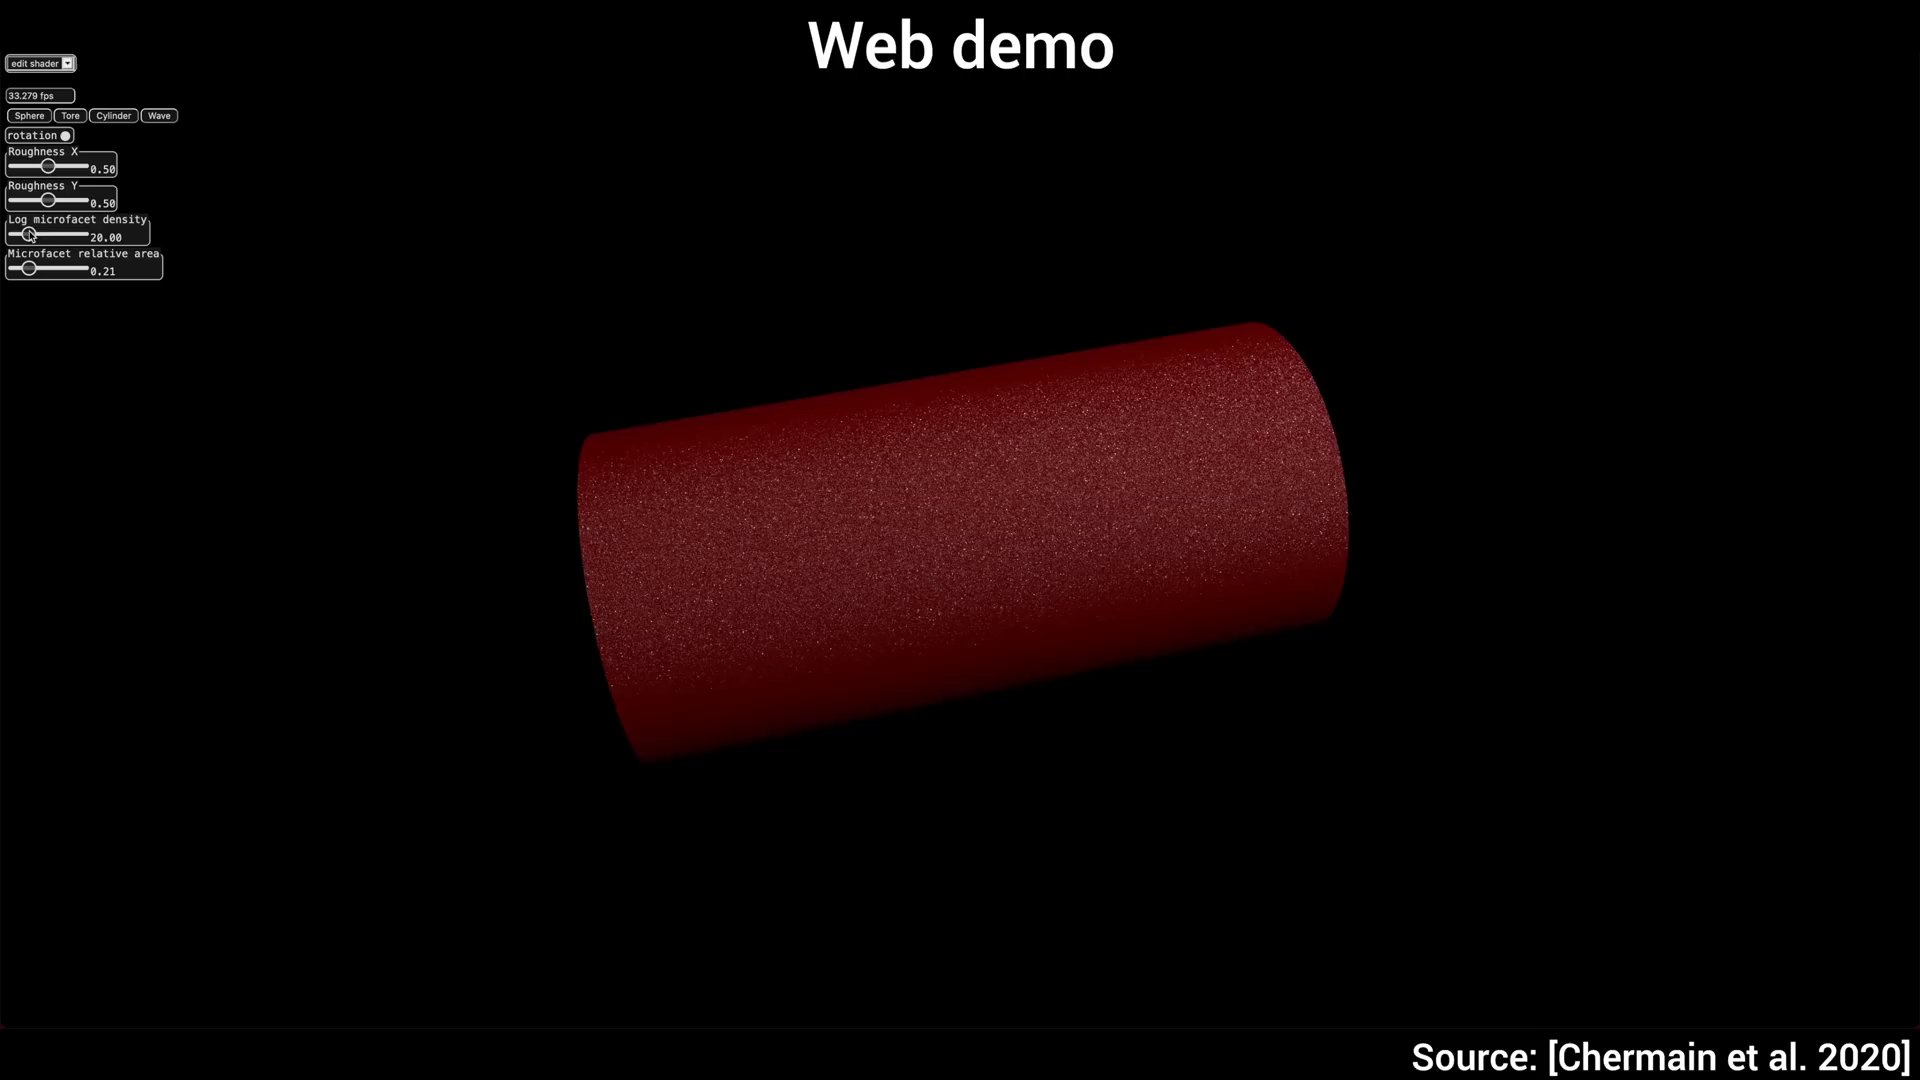 Web demo
edit shader
33.279 fps
Sphere Tore Cylinder Wave
rotation
Roughness X
0.50
Roughness Y
0.50
Log microfacet density
20.00
Microfacet relative area
0.21
Source: [Chermain et al. 2020]